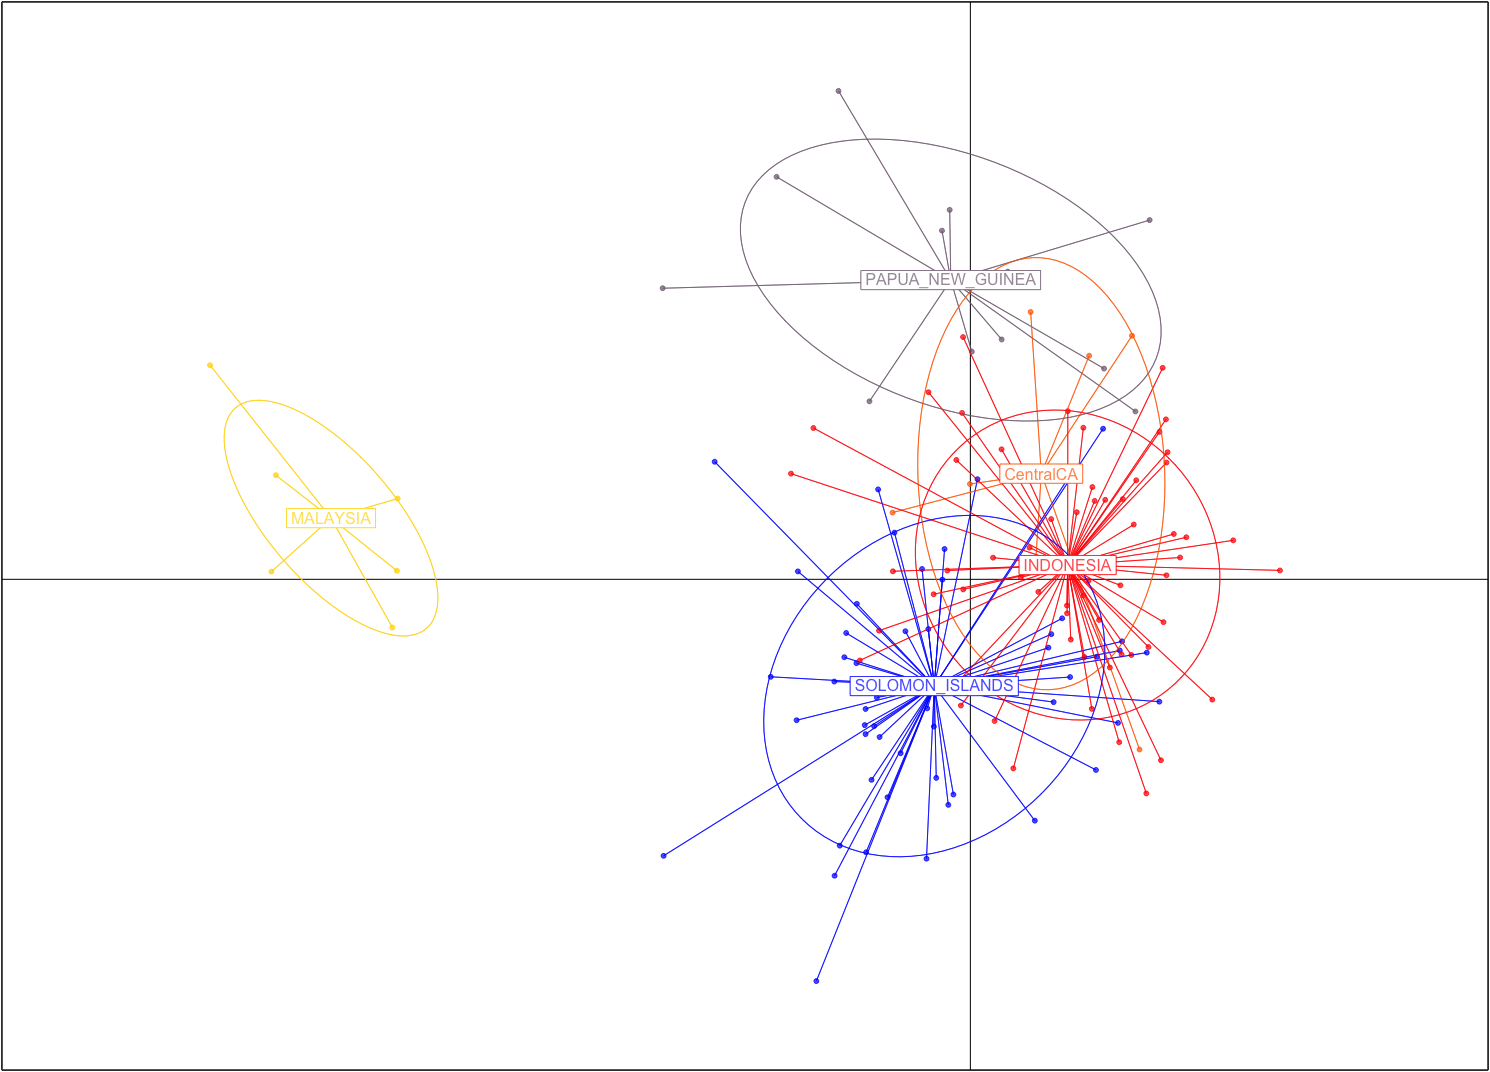 PAPUA_NEW_GUINEA
CentralCA
MALAYSIA
INDONESIA
SOLOMON_ISLANDS